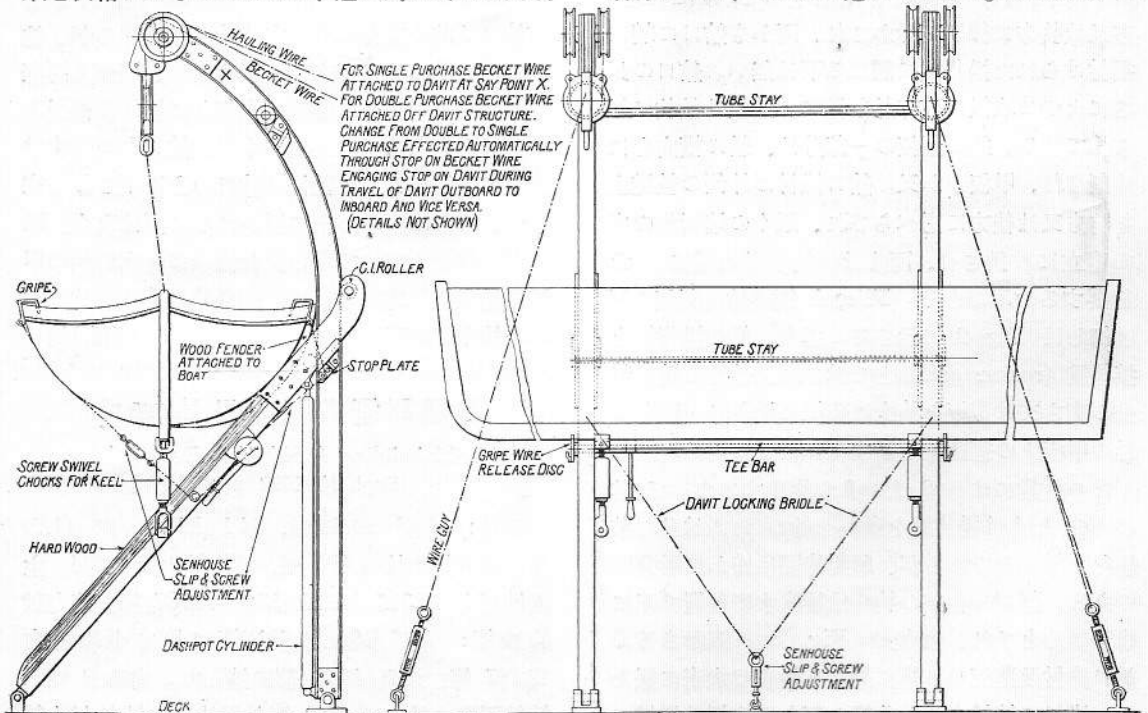 HAULING WIRE
BECKET WIRE
FOR SINGLE PURCHASE BECKET WIRE
ATTACHED TO DAVIT AT SAY POINT X.
FOR DOUBLE PURCHASE BECKET WIRE
ATTACHED OFF DAVIT STRUCTURE.
CHANGE FROM DOUBLE TO SINGLE
PURCHASE EFFECTED AUTOMATICALLY
THROUGH STOP ON BECKET WIRE
ENGAGING STOP ON DAVIT DURING
TRAVEL OF DAVIT OUTBOARD TO
INBOARD AND VICE VERSA.
(DETAILS NOT SHOWN)
TUBE STAY
C.I. ROLLER
GRIPE
WOOD FENDER
ATTACHED TO
BOAT
STOP PLATE
TUBE STAY
GRIPE WIRE
RELEASE DISC
TEE BAR
SCREW SWIVEL
CHOCKS FOR KEEL
DAVIT LOCKING BRIDLE
WIRE GUY
HARD WOOD
SENHOUSE
SLIP & SCREW
ADJUSTMENT
DASHPOT CYLINDER
SENHOUSE
SLIP & SCREW
ADJUSTMENT
DECK